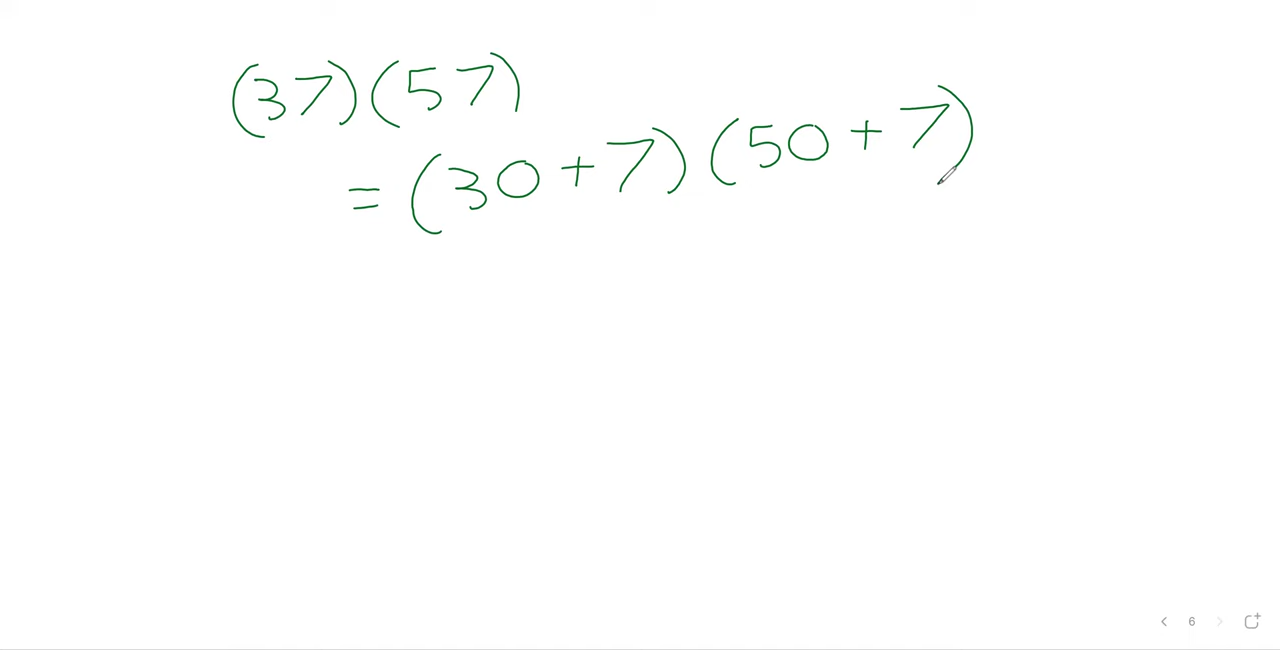 (37)(57)
= (30 + 7)(50 + 7)
6